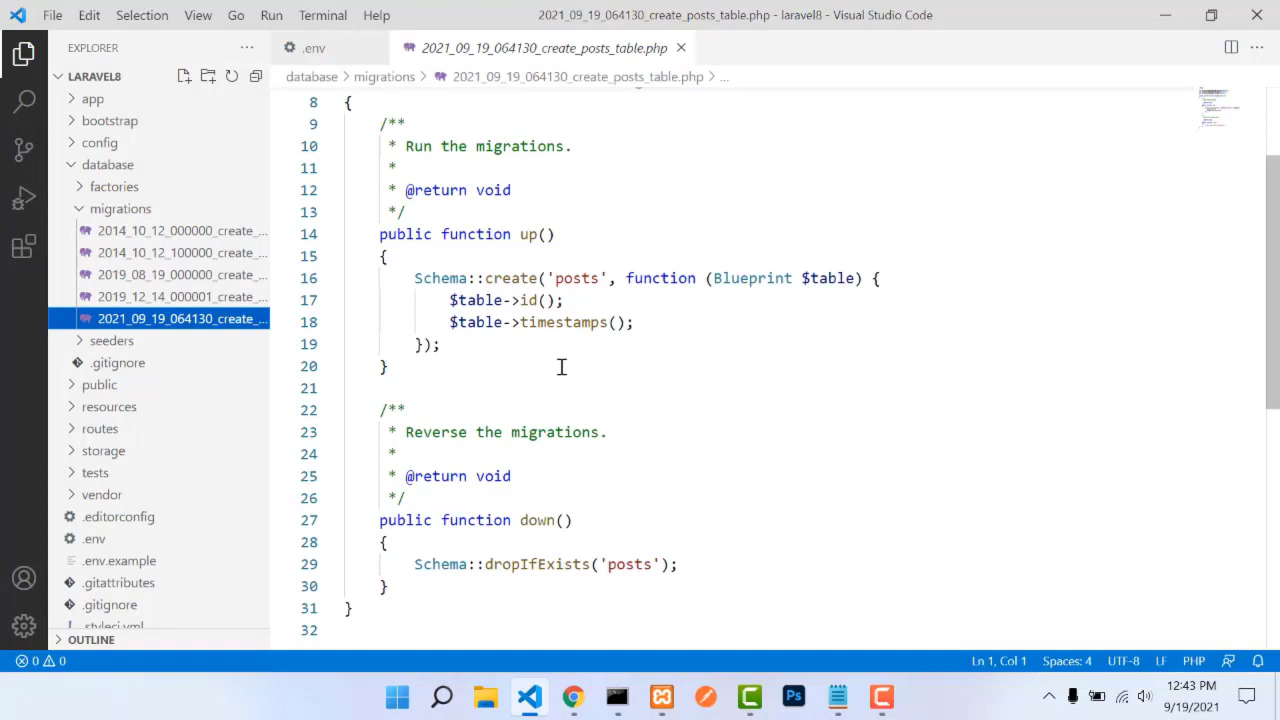 File Edit Selection View Go Run Terminal Help 2021_09_19_064130_create_posts_table.php - laravel8 - Visual Studio Code
EXPLORER ... .env 2021_09_19_064130_create_posts_table.php
LARAVEL8 database > migrations > 2021_09_19_064130_create_posts_table.php > ...
app
bootstrap
config
database
factories
migrations
2014_10_12_000000_create_...
2014_10_12_100000_create_...
2019_08_19_000000_create_...
2019_12_14_000001_create_...
2021_09_19_064130_create_...
seeders
.gitignore
public
resources
routes
storage
tests
vendor
.editorconfig
.env
.env.example
.gitattributes
.gitignore
.styleci.yml
OUTLINE
8 {
9 /**
10 * Run the migrations.
11 *
12 * @return void
13 */
14 public function up()
15 {
16 Schema::create('posts', function (Blueprint $table) {
17 $table->id();
18 $table->timestamps();
19 });
20 }
21
22 /**
23 * Reverse the migrations.
24 *
25 * @return void
26 */
27 public function down()
28 {
29 Schema::dropIfExists('posts');
30 }
31 }
32
0 0 Ln 1, Col 1 Spaces: 4 UTF-8 LF PHP
Ps
12:43 PM
9/19/2021